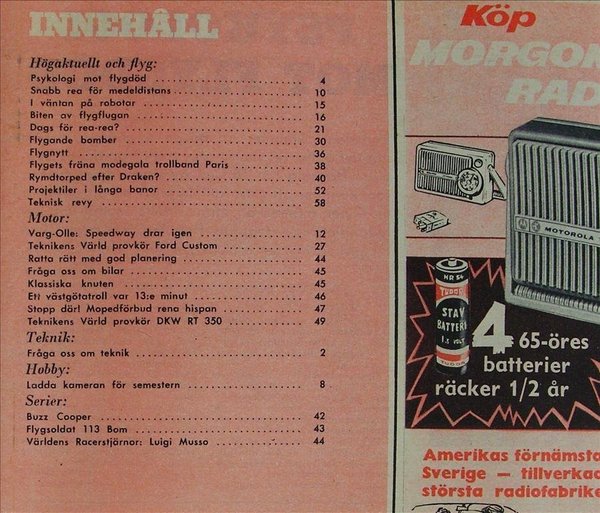 INNEHÅLL
Högaktuellt och flyg:
Psykologi mot flygdöd 4
Snabb rea för medeldistans 10
I väntan på robotar 15
Biten av flygflugan 16
Dags för rea-rea? 21
Flygande bomber 30
Flygnytt 36
Flygets fräna modegala trollband Paris 38
Rymdtorped efter Draken? 40
Projektiler i långa banor 52
Teknisk revy 58
Motor:
Varg-Olle: Speedway drar igen 12
Teknikens Värld provkör Ford Custom 27
Ratta rätt med god planering 44
Fråga oss om bilar 45
Klassiska knuten 45
Ett västgötatroll var 13:e minut 46
Stopp där! Mopedförbud rena hispan 47
Teknikens Värld provkör DKW RT 350 49
Teknik:
Fråga oss om teknik 2
Hobby:
Ladda kameran för semestern 8
Serier:
Buzz Cooper 42
Flygsoldat 113 Bom 43
Världens Racerstjärnor: Luigi Musso 44
Köp
MORGON
RAD
MOTOROLA
NR 54
TUDOR
STAV
BATTERI
1.5 VOLT
4 65-öres
batterier
räcker 1/2 år
Amerikas förnämsta
Sverige — tillverkad
största radiofabrike